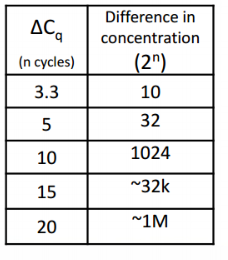 ΔCq Difference in
concentration
(n cycles) (2ⁿ)
3.3 10
5 32
10 1024
15 ~32k
20 ~1M